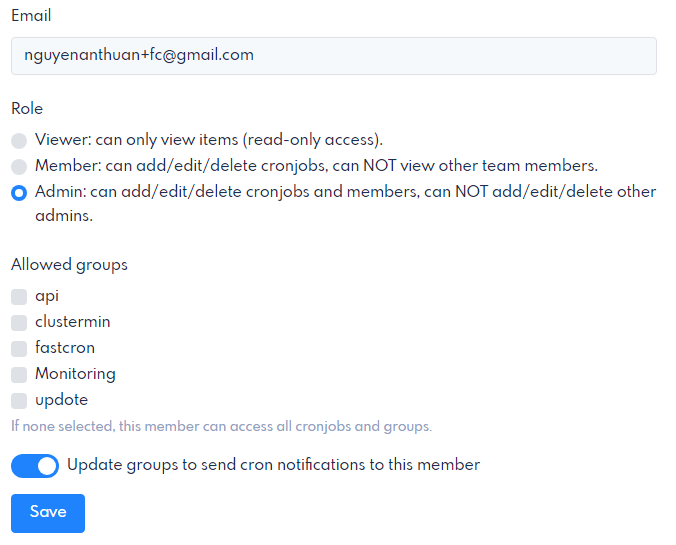 Email
nguyenanthuan+fc@gmail.com
Role
Viewer: can only view items (read-only access).
Member: can add/edit/delete cronjobs, can NOT view other team members.
Admin: can add/edit/delete cronjobs and members, can NOT add/edit/delete other
admins.
Allowed groups
api
clustermin
fastcron
Monitoring
updote
If none selected, this member can access all cronjobs and groups.
Update groups to send cron notifications to this member
Save